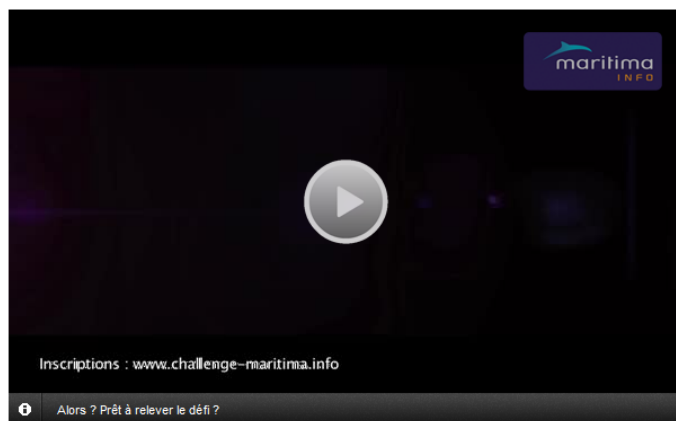 maritima
INFO
Inscriptions : www.challenge-maritima.info
Alors ? Prêt à relever le défi ?